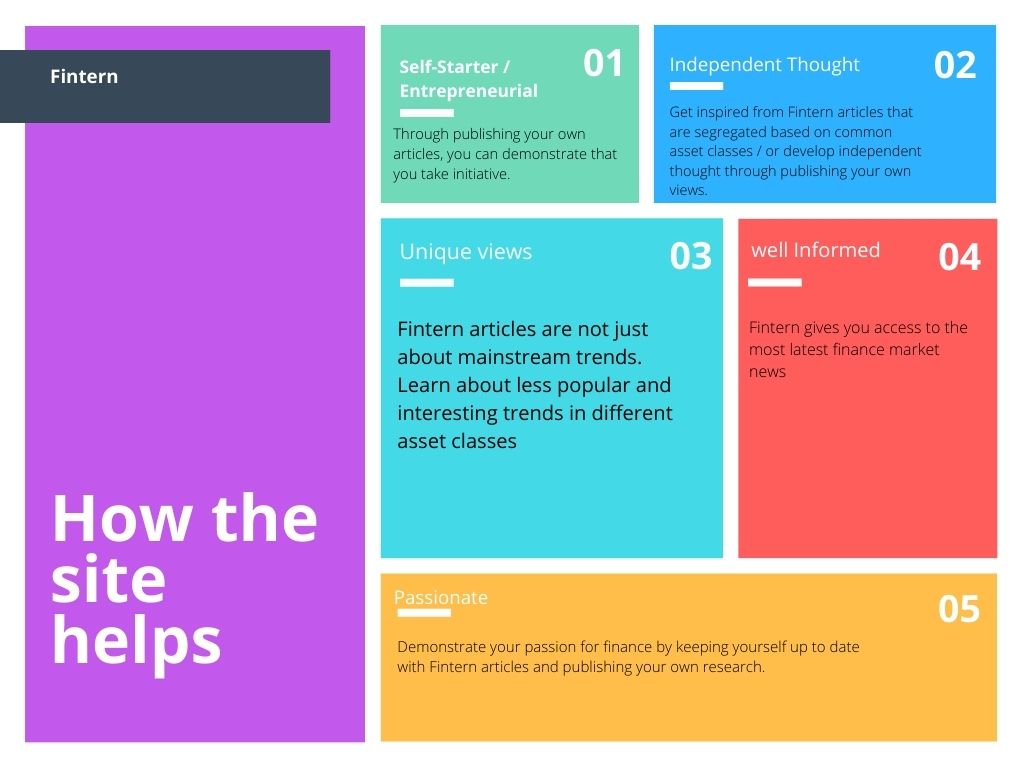 Fintern
How the
site
helps
Self-Starter /
Entrepreneurial
01
Through publishing your own
articles, you can demonstrate that
you take initiative.
Independent Thought
02
Get inspired from Fintern articles that
are segregated based on common
asset classes / or develop independent
thought through publishing your own
views.
Unique views
03
Fintern articles are not just
about mainstream trends.
Learn about less popular and
interesting trends in different
asset classes
well Informed
04
Fintern gives you access to the
most latest finance market
news
Passionate
05
Demonstrate your passion for finance by keeping yourself up to date
with Fintern articles and publishing your own research.